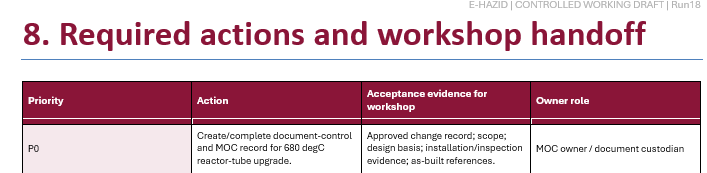 E-HAZID | CONTROLLED WORKING DRAFT | Run18
8. Required actions and workshop handoff
Priority
Action
Acceptance evidence for
workshop
Owner role
P0
Create/complete document-control
and MOC record for 680 degC
reactor-tube upgrade.
Approved change record; scope;
design basis; installation/inspection
evidence; as-built references.
MOC owner / document custodian